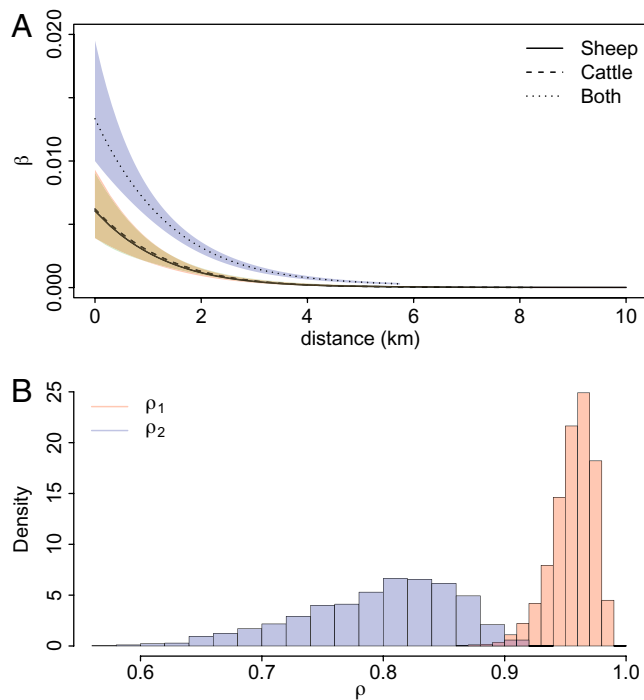 A
0.020
0.010
0.000
β
Sheep
Cattle
Both
0 2 4 6 8 10
distance (km)
B
25
20
15
10
5
0
Density
ρ1
ρ2
0.6 0.7 0.8 0.9 1.0
ρ